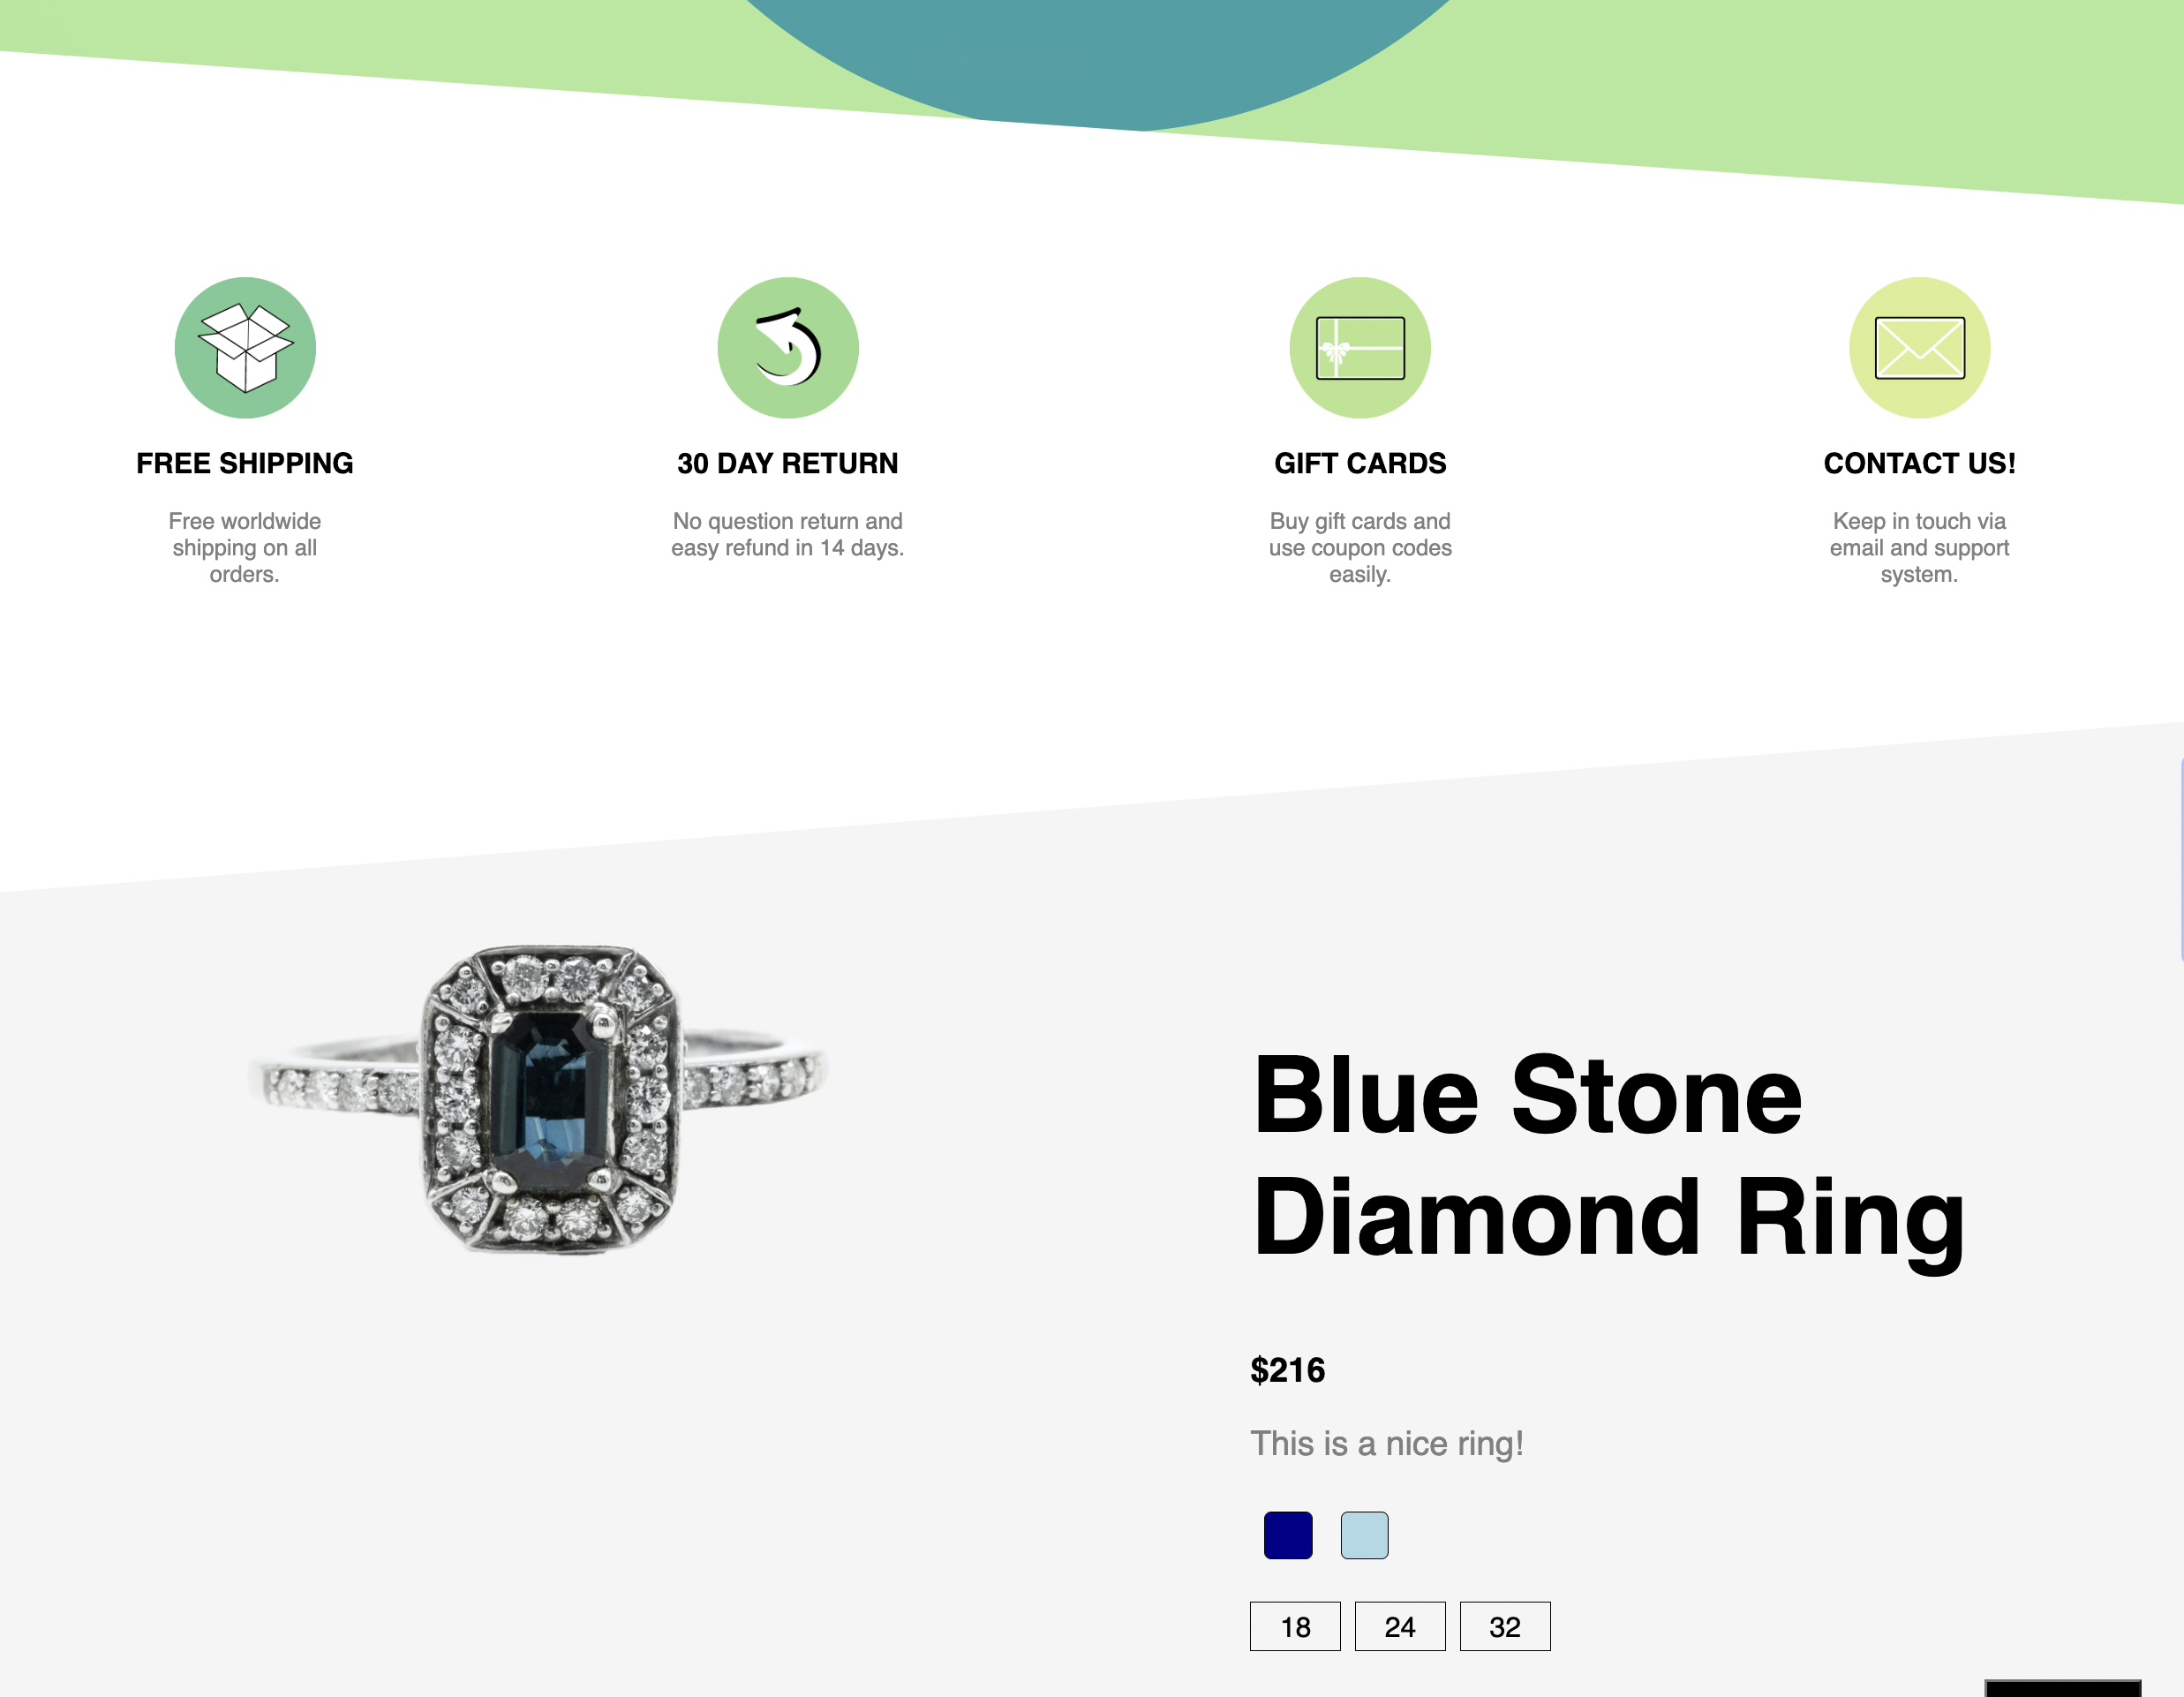 FREE SHIPPING
Free worldwide
shipping on all
orders.
30 DAY RETURN
No question return and
easy refund in 14 days.
GIFT CARDS
Buy gift cards and
use coupon codes
easily.
CONTACT US!
Keep in touch via
email and support
system.
Blue Stone
Diamond Ring
$216
This is a nice ring!
18 24 32